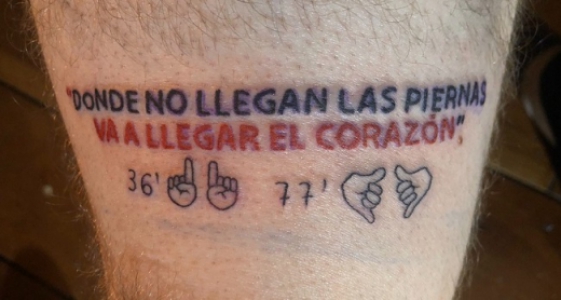 "DONDE NO LLEGAN LAS PIERNAS
VA A LLEGAR EL CORAZÓN",
36' 77'